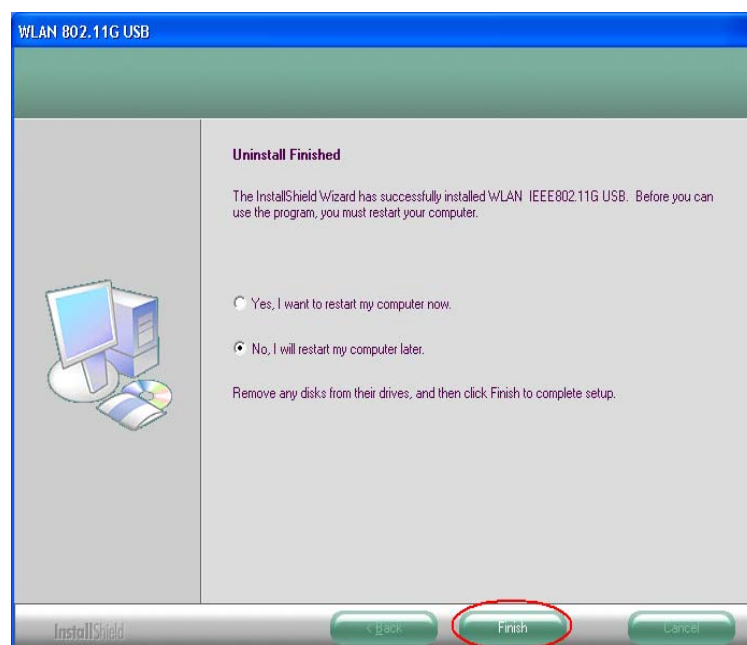 WLAN 802.11G USB
Uninstall Finished
The InstallShield Wizard has successfully installed WLAN IEEE802.11G USB. Before you can
use the program, you must restart your computer.
Yes, I want to restart my computer now.
No, I will restart my computer later.
Remove any disks from their drives, and then click Finish to complete setup.
InstallShield
< Back
Finish
Cancel